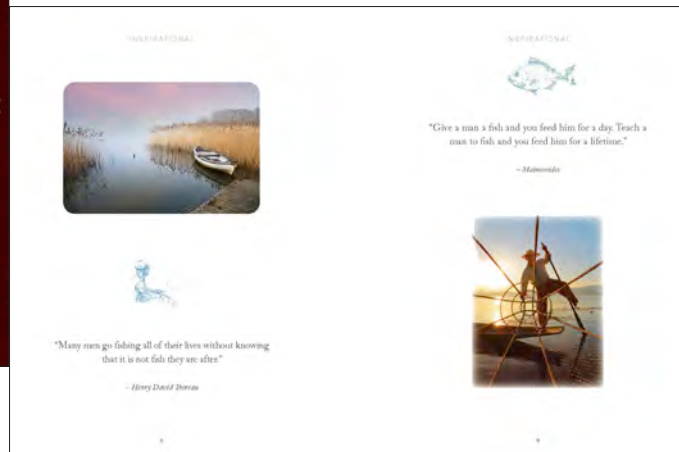 INSPIRATIONAL
"Many men go fishing all of their lives without knowing
that it is not fish they are after."
– Henry David Thoreau
8
INSPIRATIONAL
"Give a man a fish and you feed him for a day. Teach a
man to fish and you feed him for a lifetime."
– Maimonides
9